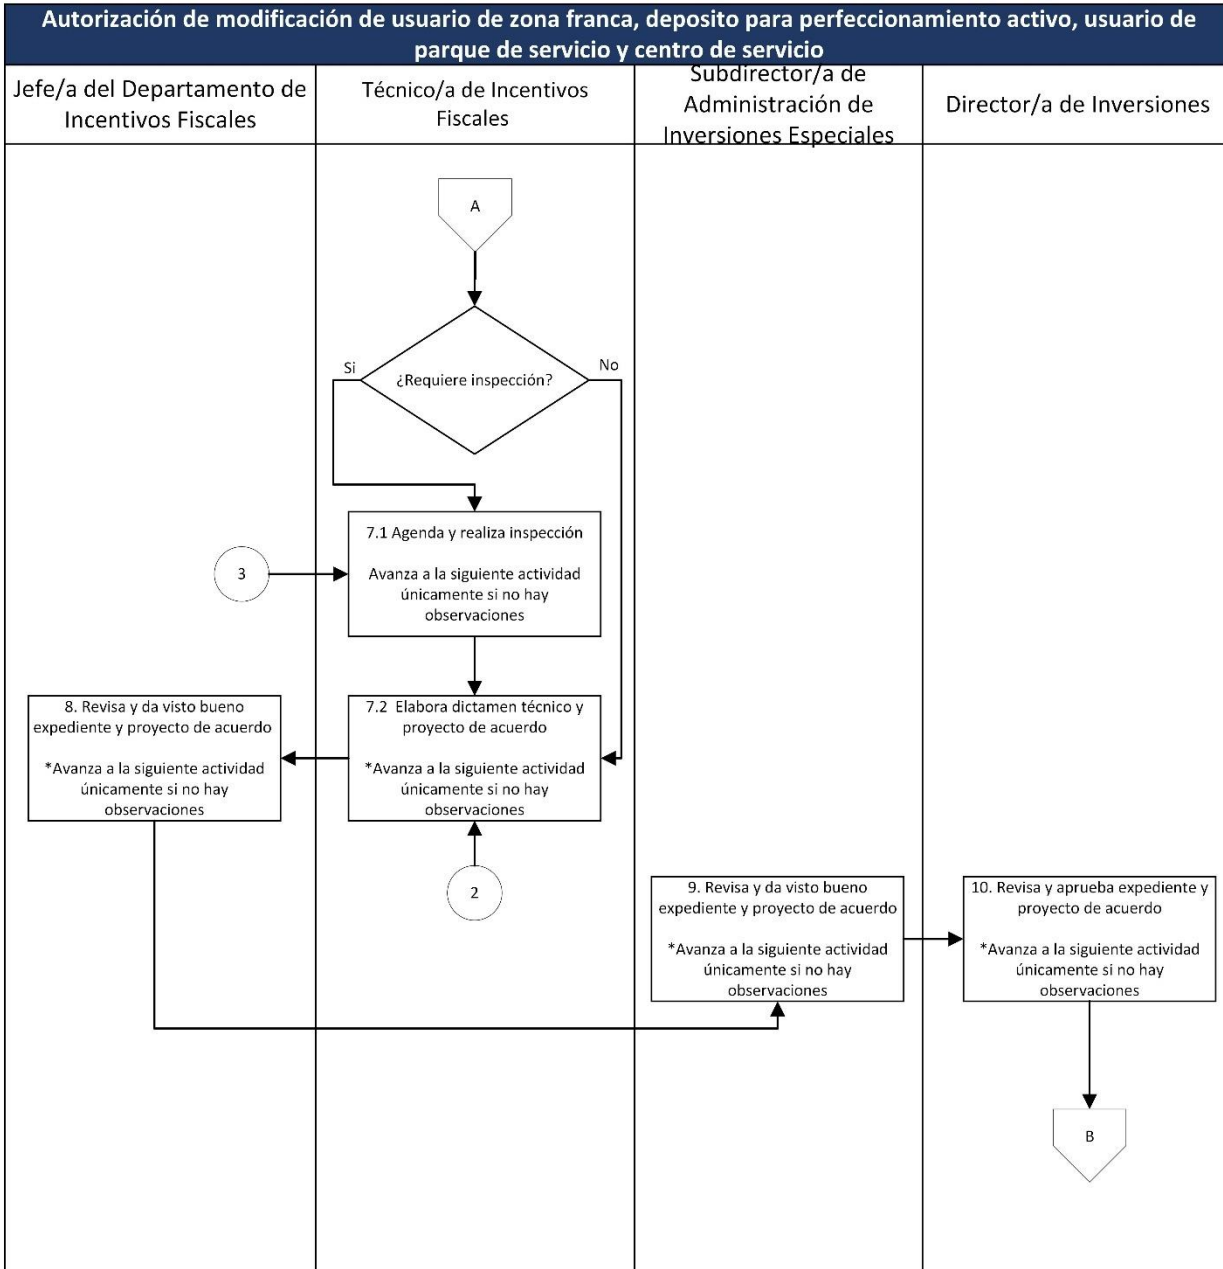 Autorización de modificación de usuario de zona franca, deposito para perfeccionamiento activo, usuario de
parque de servicio y centro de servicio
Jefe/a del Departamento de
Incentivos Fiscales
Técnico/a de Incentivos
Fiscales
Subdirector/a de
Administración de
Inversiones Especiales
Director/a de Inversiones
A
Si
¿Requiere inspección?
No
7.1 Agenda y realiza inspección
Avanza a la siguiente actividad
únicamente si no hay
observaciones
3
8. Revisa y da visto bueno
expediente y proyecto de acuerdo
*Avanza a la siguiente actividad
únicamente si no hay
observaciones
7.2 Elabora dictamen técnico y
proyecto de acuerdo
*Avanza a la siguiente actividad
únicamente si no hay
observaciones
2
9. Revisa y da visto bueno
expediente y proyecto de acuerdo
*Avanza a la siguiente actividad
únicamente si no hay
observaciones
10. Revisa y aprueba expediente y
proyecto de acuerdo
*Avanza a la siguiente actividad
únicamente si no hay
observaciones
B